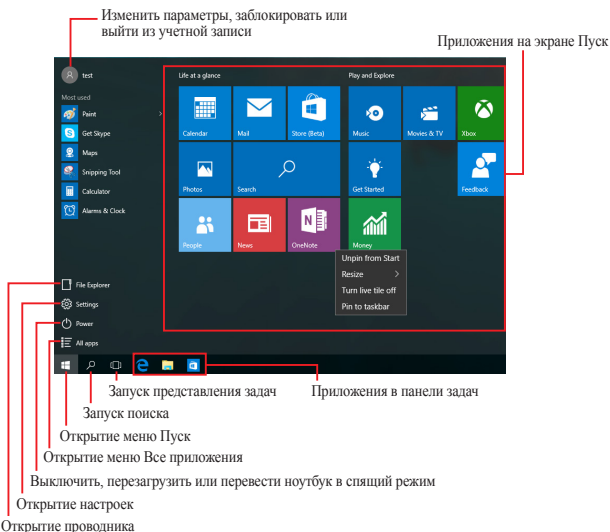 Изменить параметры, заблокировать или
выйти из учетной записи
Приложения на экране Пуск
test
Life at a glance
Play and Explore
Most used
Paint
Get Skype
Maps
Snipping Tool
Calculator
Alarms & Clock
Calendar
Mail
Store (Beta)
Music
Movies & TV
Xbox
Photos
Search
Get Started
Feedback
People
News
OneNote
Money
Unpin from Start
Resize
Turn live tile off
Pin to taskbar
File Explorer
Settings
Power
All apps
Запуск представления задач
Приложения в панели задач
Запуск поиска
Открытие меню Пуск
Открытие меню Все приложения
Выключить, перезагрузить или перевести ноутбук в спящий режим
Открытие настроек
Открытие проводника